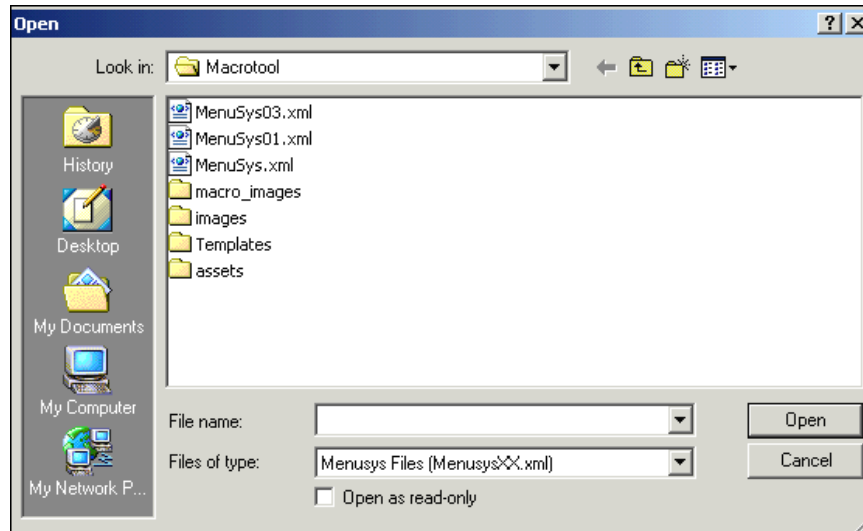 Open
Look in: Macrotool
MenuSys03.xml
MenuSys01.xml
MenuSys.xml
macro_images
images
Templates
assets
History
Desktop
My Documents
My Computer
My Network P...
File name:
Open
Files of type: Menusys Files (MenusysXX.xml)
Cancel
Open as read-only